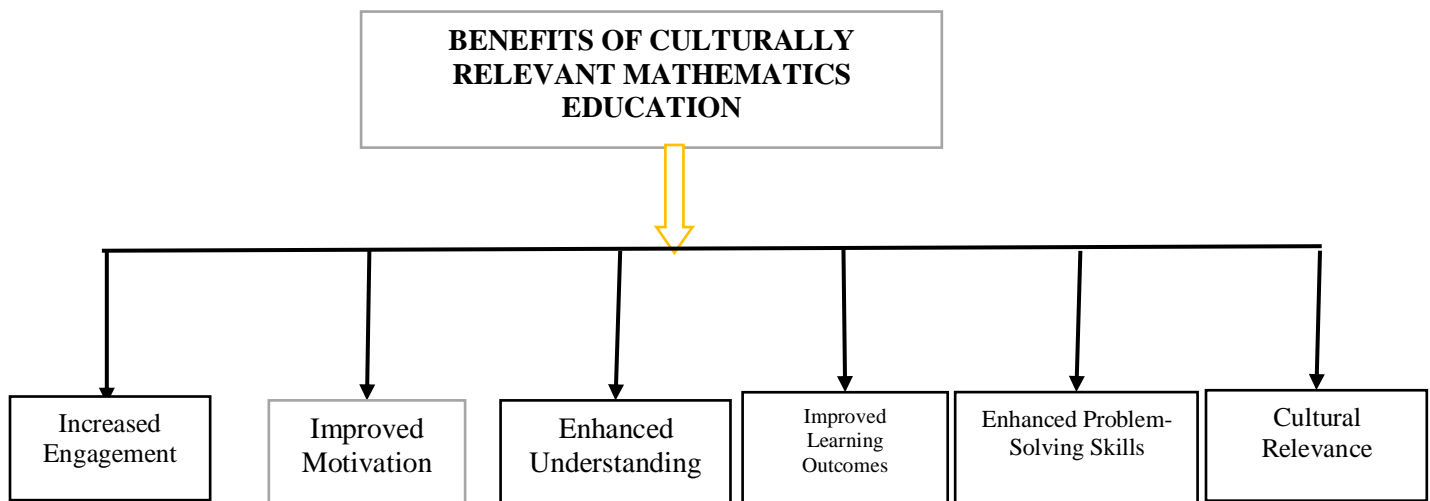 BENEFITS OF CULTURALLY
RELEVANT MATHEMATICS
EDUCATION
Increased
Engagement
Improved
Motivation
Enhanced
Understanding
Improved
Learning
Outcomes
Enhanced Problem-
Solving Skills
Cultural
Relevance